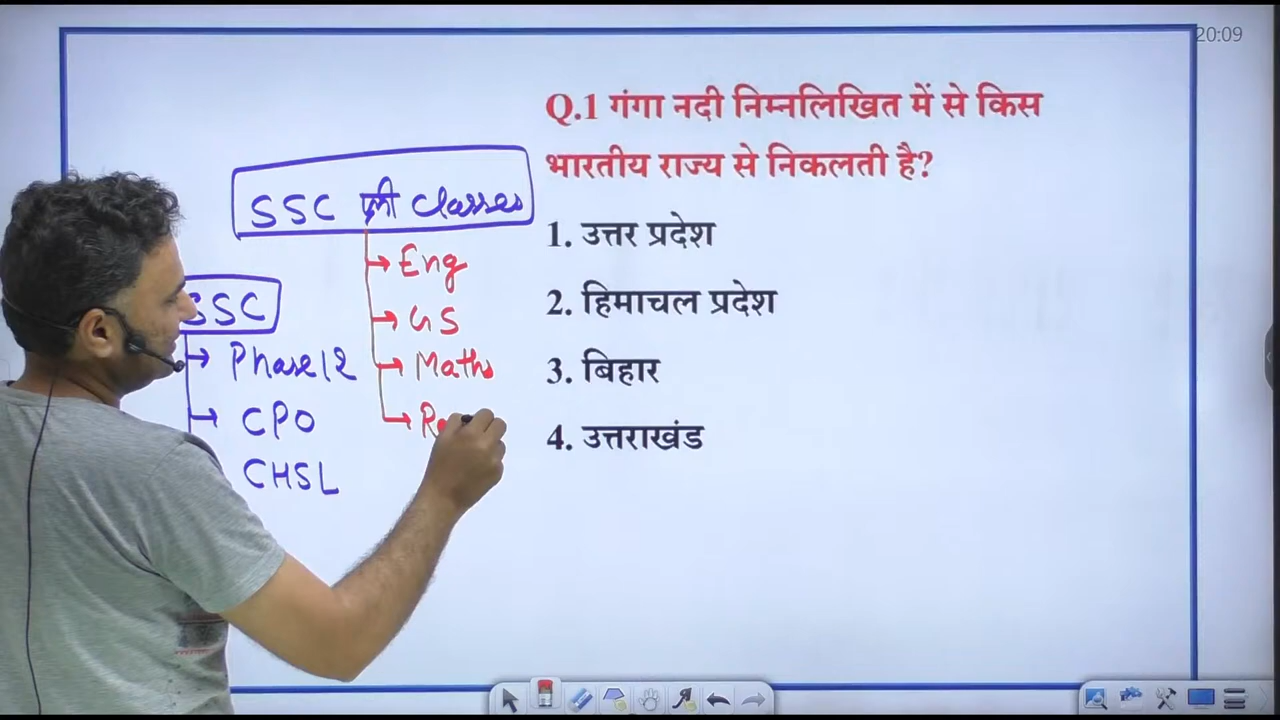 20:09
Q.1 गंगा नदी निम्नलिखित में से किस
भारतीय राज्य से निकलती है?
1. उत्तर प्रदेश
2. हिमाचल प्रदेश
3. बिहार
4. उत्तराखंड
SSC फ्री Classes
Eng
GS
Maths
SSC
Phase 12
CPO
CHSL